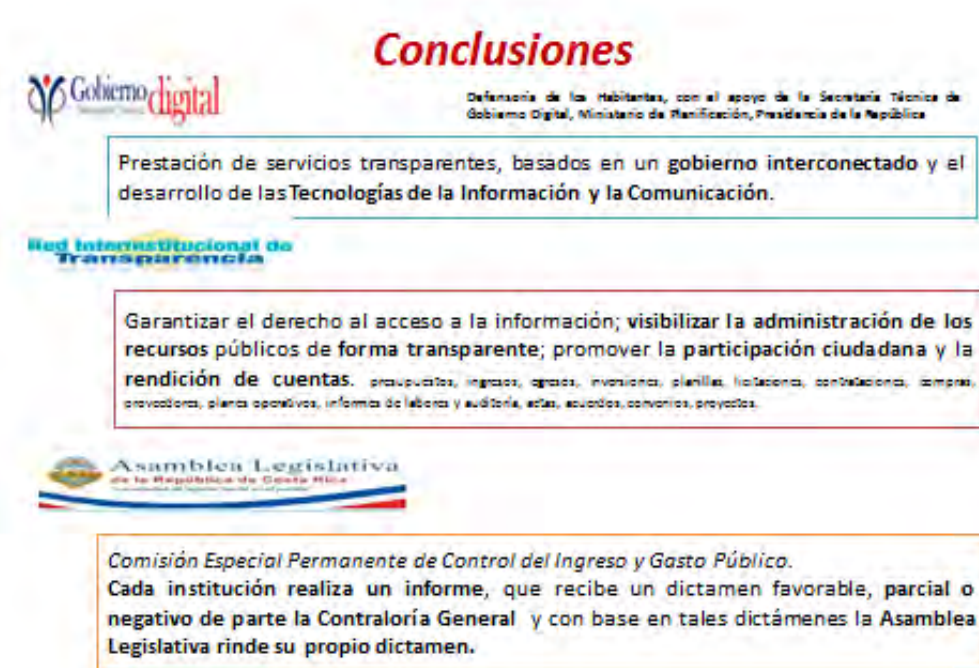 Conclusiones
Gobierno digital
Defensoría de los Habitantes, con el apoyo de la Secretaría Técnica de
Gobierno Digital, Ministerio de Planificación, Presidencia de la República
Prestación de servicios transparentes, basados en un gobierno interconectado y el
desarrollo de las Tecnologías de la Información y la Comunicación.
Red Interinstitucional de
Transparencia
Garantizar el derecho al acceso a la información; visibilizar la administración de los
recursos públicos de forma transparente; promover la participación ciudadana y la
rendición de cuentas. presupuestos, ingresos, egresos, inversiones, planillas, licitaciones, contrataciones, compras,
proveedores, planes operativos, informes de labores y auditoría, actas, acuerdos, convenios, proyectos.
Asamblea Legislativa
de la República de Costa Rica
Comisión Especial Permanente de Control del Ingreso y Gasto Público.
Cada institución realiza un informe, que recibe un dictamen favorable, parcial o
negativo de parte la Contraloría General y con base en tales dictámenes la Asamblea
Legislativa rinde su propio dictamen.